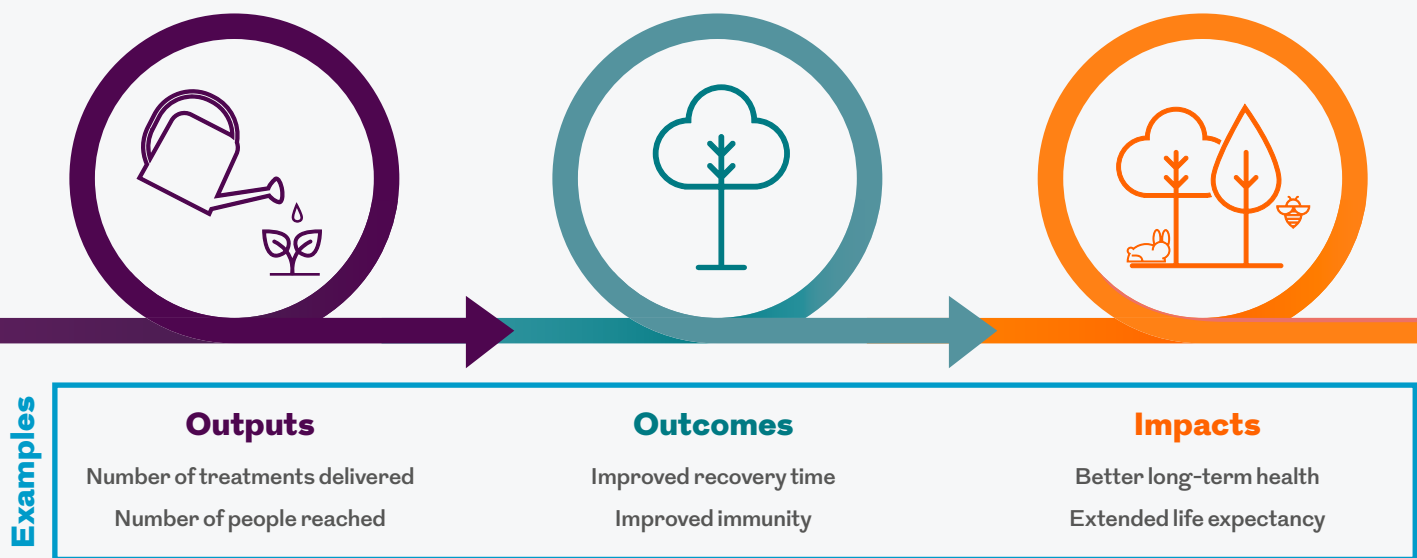 Examples
Outputs
Number of treatments delivered
Number of people reached
Outcomes
Improved recovery time
Improved immunity
Impacts
Better long-term health
Extended life expectancy